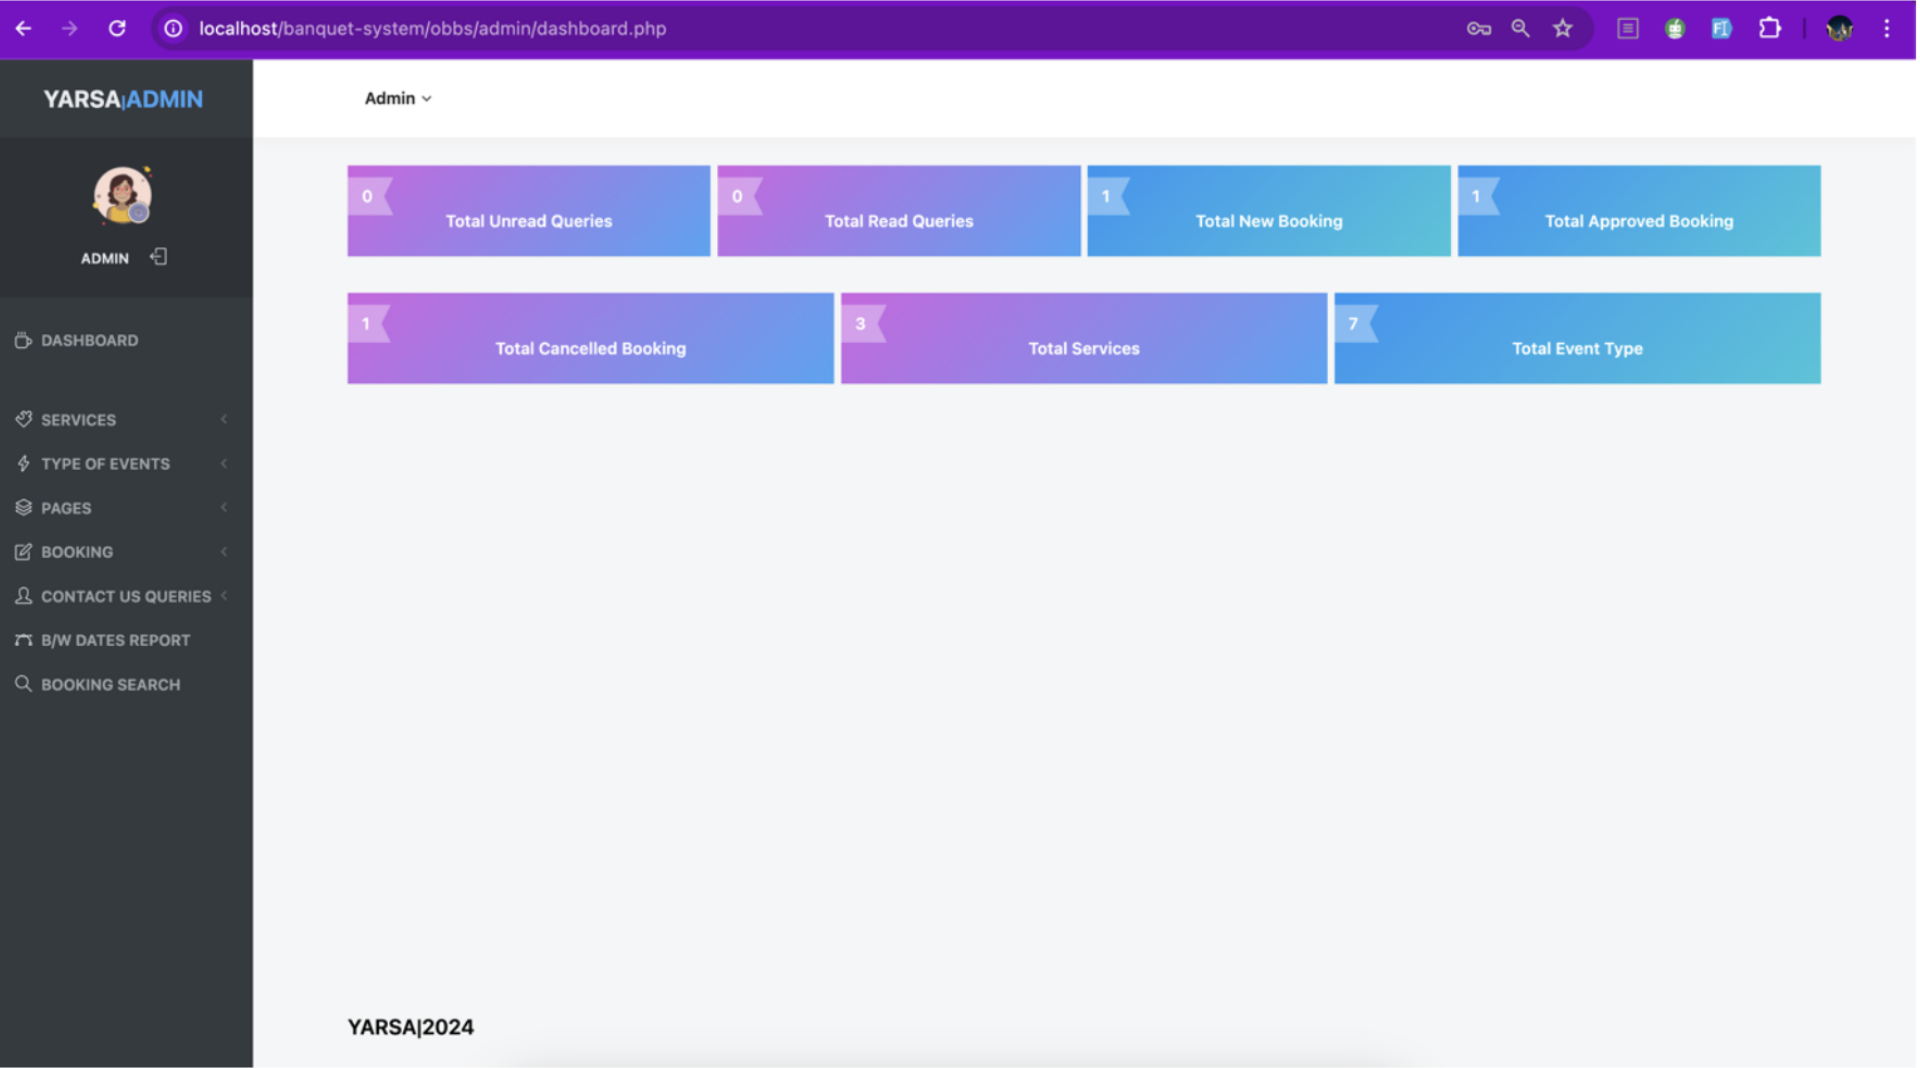 localhost/banquet-system/obbs/admin/dashboard.php
YARSA|ADMIN
Admin
ADMIN
DASHBOARD
SERVICES
TYPE OF EVENTS
PAGES
BOOKING
CONTACT US QUERIES
B/W DATES REPORT
BOOKING SEARCH
0
Total Unread Queries
0
Total Read Queries
1
Total New Booking
1
Total Approved Booking
1
Total Cancelled Booking
3
Total Services
7
Total Event Type
YARSA|2024